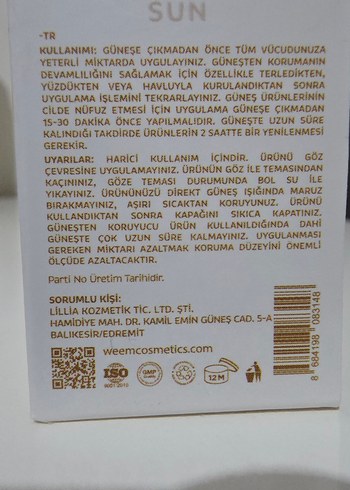 SUN
-TR
KULLANIMI: GÜNEŞE ÇIKMADAN ÖNCE TÜM VÜCUDUNUZA
YETERLİ MİKTARDA UYGULAYINIZ. GÜNEŞTEN KORUMANIN
DEVAMLILIĞINI SAĞLAMAK İÇİN ÖZELLİKLE TERLEDİKTEN,
YÜZDÜKTEN VEYA HAVLUYLA KURULANDIKTAN SONRA
UYGULAMA İŞLEMİNİ TEKRARLAYINIZ. GÜNEŞ ÜRÜNLERİNİN
CİLDE NÜFUZ ETMESİ İÇİN UYGULAMA GÜNEŞE ÇIKMADAN
15-30 DAKİKA ÖNCE YAPILMALIDIR. GÜNEŞTE UZUN SÜRE
KALINDIĞI TAKDİRDE ÜRÜNLERİN 2 SAATTE BİR YENİLENMESİ
GEREKİR.
UYARILAR: HARİCİ KULLANIM İÇİNDİR. ÜRÜNÜ GÖZ
ÇEVRESİNE UYGULAMAYINIZ. ÜRÜNÜN GÖZ İLE TEMASINDAN
KAÇININIZ, GÖZE TEMASI DURUMUNDA BOL SU İLE
YIKAYINIZ. ÜRÜNÜNÜZÜ DİREKT GÜNEŞ IŞIĞINDA MARUZ
BIRAKMAYINIZ, AŞIRI SICAKTAN KORUYUNUZ. ÜRÜNÜ
KULLANDIKTAN SONRA KAPAĞINI SIKICA KAPATINIZ.
GÜNEŞTEN KORUYUCU ÜRÜN KULLANILDIĞINDA DAHİ
GÜNEŞTE ÇOK UZUN SÜRE KALMAYINIZ. UYGULANMASI
GEREKEN MİKTARI AZALTMAK KORUMA DÜZEYİNİ ÖNEMLİ
ÖLÇÜDE AZALTACAKTIR.
Parti No Üretim Tarihidir.
SORUMLU KİŞİ:
LİLLİA KOZMETİK TİC. LTD. ŞTİ.
HAMİDİYE MAH. DR. KAMİL EMİN GÜNEŞ CAD. 5-A
BALIKESİR/EDREMİT
weemcosmetics.com
ISO
GMP
12M
8 684198 083148